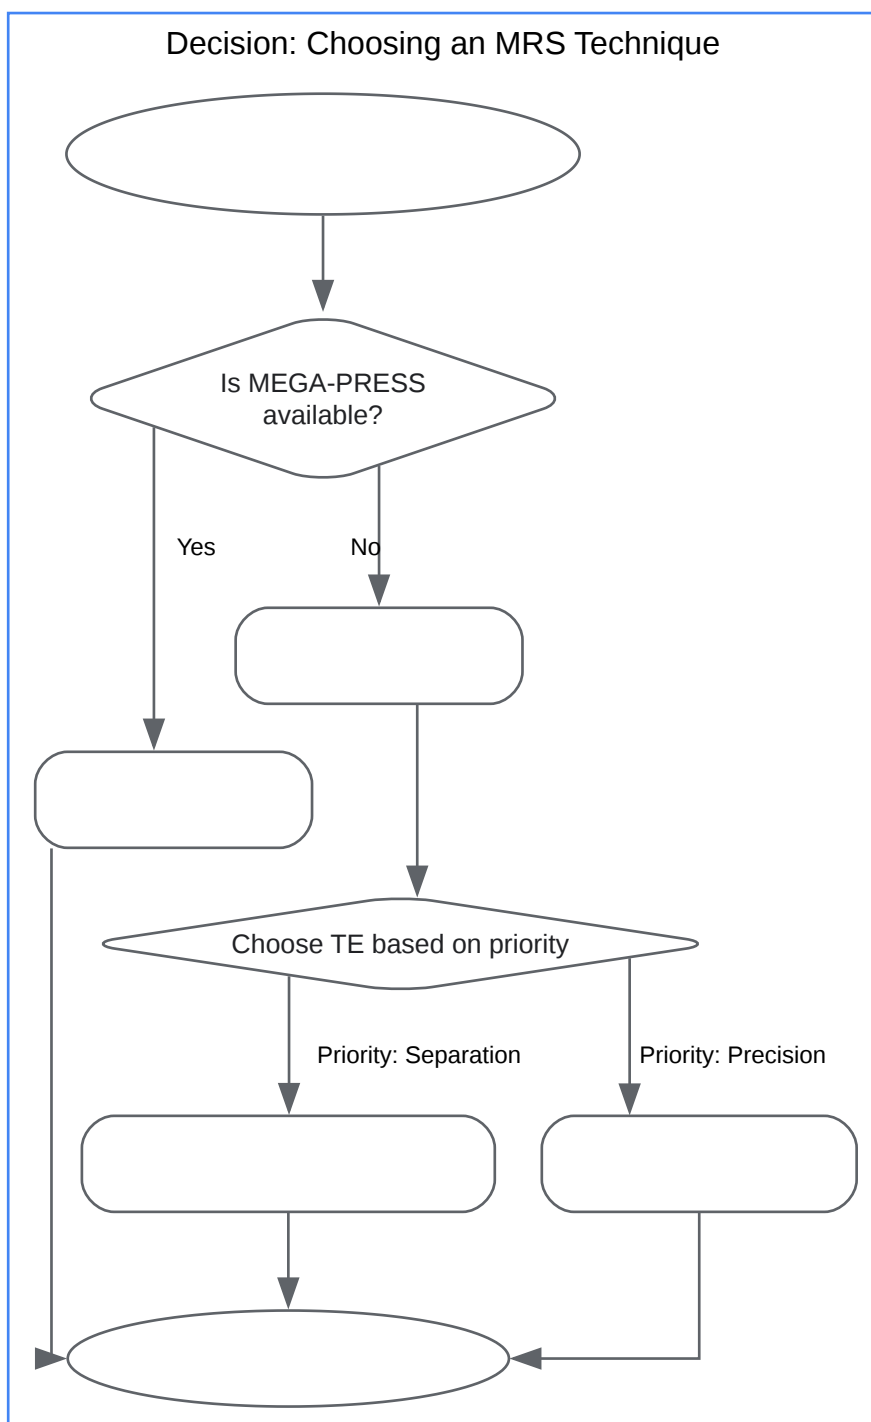 Decision: Choosing an MRS Technique
Is MEGA-PRESS
available?
Yes
No
Choose TE based on priority
Priority: Separation
Priority: Precision